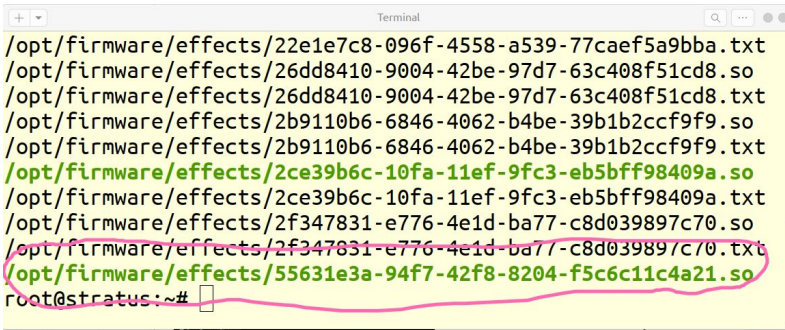 Terminal
/opt/firmware/effects/22e1e7c8-096f-4558-a539-77caef5a9bba.txt
/opt/firmware/effects/26dd8410-9004-42be-97d7-63c408f51cd8.so
/opt/firmware/effects/26dd8410-9004-42be-97d7-63c408f51cd8.txt
/opt/firmware/effects/2b9110b6-6846-4062-b4be-39b1b2ccf9f9.so
/opt/firmware/effects/2b9110b6-6846-4062-b4be-39b1b2ccf9f9.txt
/opt/firmware/effects/2ce39b6c-10fa-11ef-9fc3-eb5bff98409a.so
/opt/firmware/effects/2ce39b6c-10fa-11ef-9fc3-eb5bff98409a.txt
/opt/firmware/effects/2f347831-e776-4e1d-ba77-c8d039897c70.so
/opt/firmware/effects/2f347831-e776-4e1d-ba77-c8d039897c70.txt
/opt/firmware/effects/55631e3a-94f7-42f8-8204-f5c6c11c4a21.so
root@stratus:~#